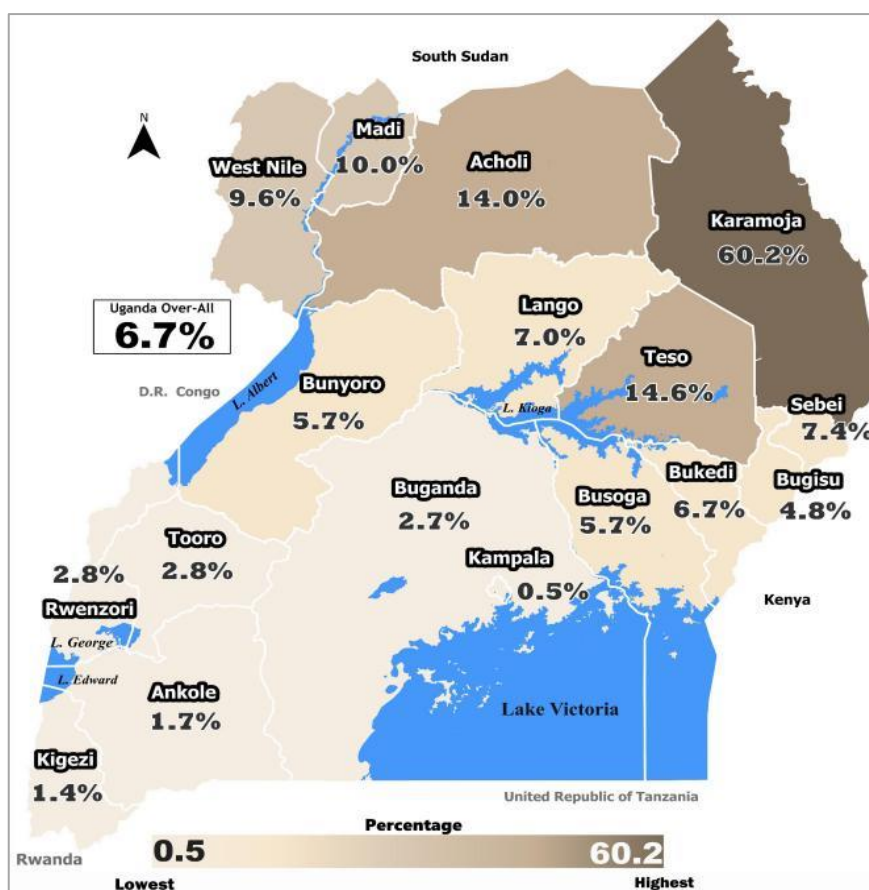 South Sudan
N
Madi
10.0%
West Nile
9.6%
Acholi
14.0%
Karamoja
60.2%
Uganda Over-All
6.7%
Lango
7.0%
Teso
14.6%
D.R. Congo
L. Albert
Bunyoro
5.7%
L. Kioga
Sebei
7.4%
Buganda
2.7%
Busoga
5.7%
Bukedi
6.7%
Bugisu
4.8%
Tooro
2.8%
2.8%
Rwenzori
Kampala
0.5%
Kenya
L. George
L. Edward
Ankole
1.7%
Lake Victoria
Kigezi
1.4%
United Republic of Tanzania
Rwanda
Percentage
0.5
60.2
Lowest
Highest